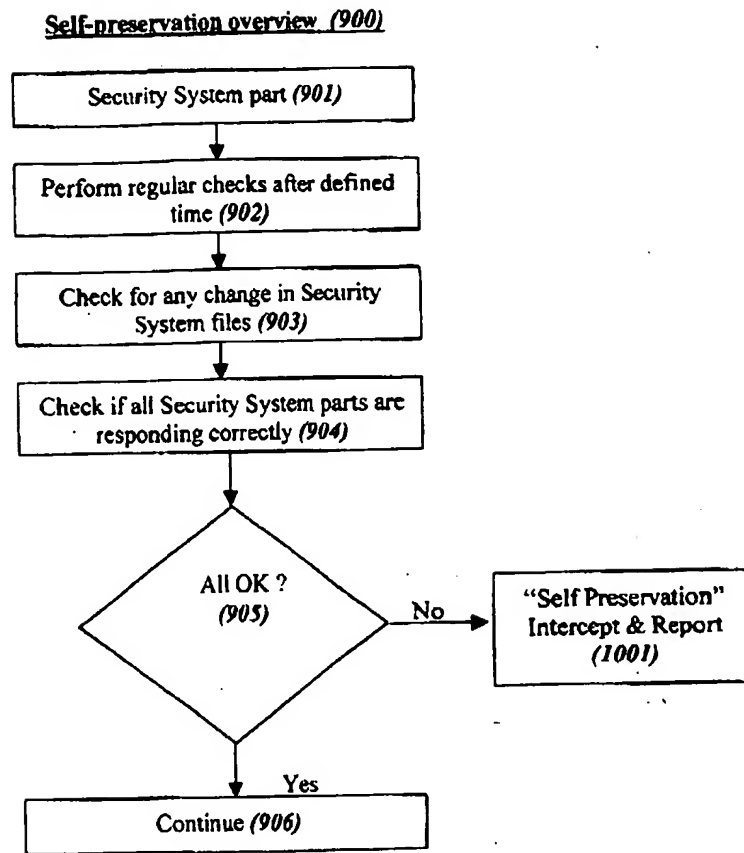 Self-preservation overview (900)
Security System part (901)
Perform regular checks after defined
time (902)
Check for any change in Security
System files (903)
Check if all Security System parts are
responding correctly (904)
All OK ?
(905)
No
"Self Preservation"
Intercept & Report
(1001)
Yes
Continue (906)